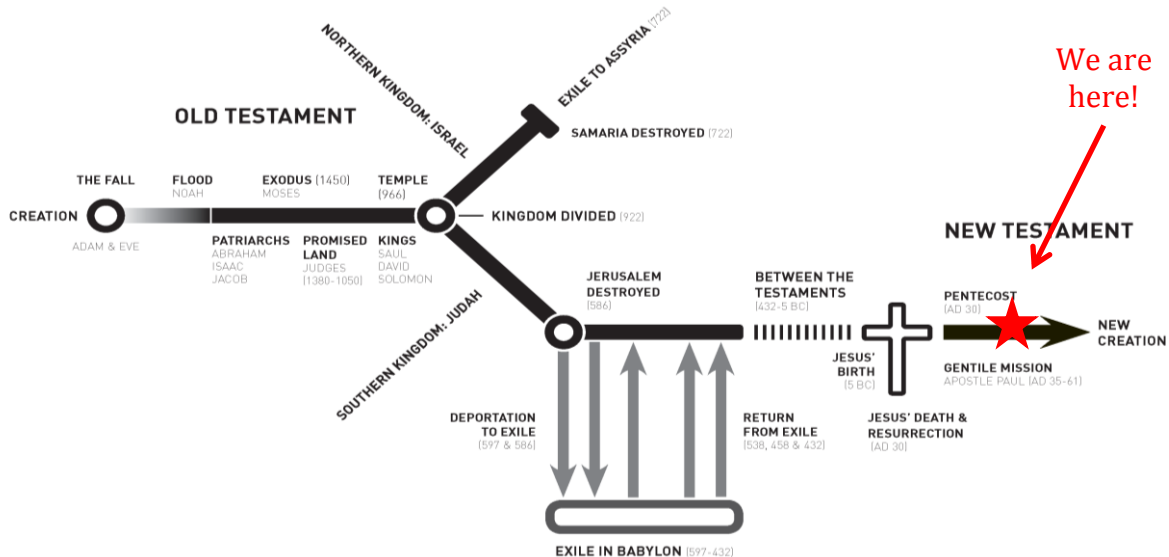 NORTHERN KINGDOM: ISRAEL
EXILE TO ASSYRIA (722)
We are
here!
OLD TESTAMENT
SAMARIA DESTROYED (722)
THE FALL
FLOOD
NOAH
EXODUS (1450)
MOSES
TEMPLE
(966)
CREATION
KINGDOM DIVIDED (922)
ADAM & EVE
PATRIARCHS
ABRAHAM
ISAAC
JACOB
PROMISED
LAND
JUDGES
(1380-1050)
KINGS
SAUL
DAVID
SOLOMON
NEW TESTAMENT
SOUTHERN KINGDOM: JUDAH
JERUSALEM
DESTROYED
(586)
BETWEEN THE
TESTAMENTS
(432-5 BC)
PENTECOST
(AD 30)
NEW
CREATION
JESUS'
BIRTH
(5 BC)
GENTILE MISSION
APOSTLE PAUL (AD 35-61)
DEPORTATION
TO EXILE
(597 & 586)
RETURN
FROM EXILE
(538, 458 & 432)
JESUS' DEATH &
RESURRECTION
(AD 30)
EXILE IN BABYLON (597-432)